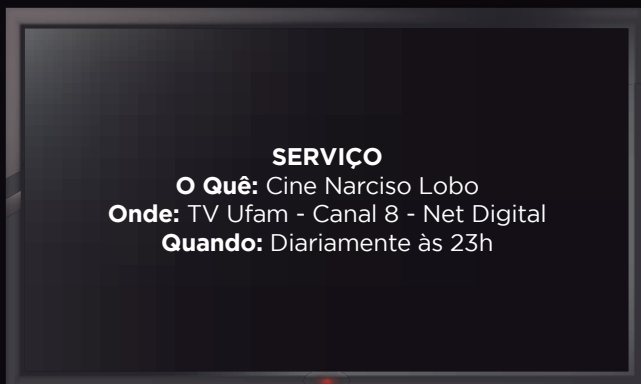 SERVIÇO
O Quê: Cine Narciso Lobo
Onde: TV Ufam - Canal 8 - Net Digital
Quando: Diariamente às 23h